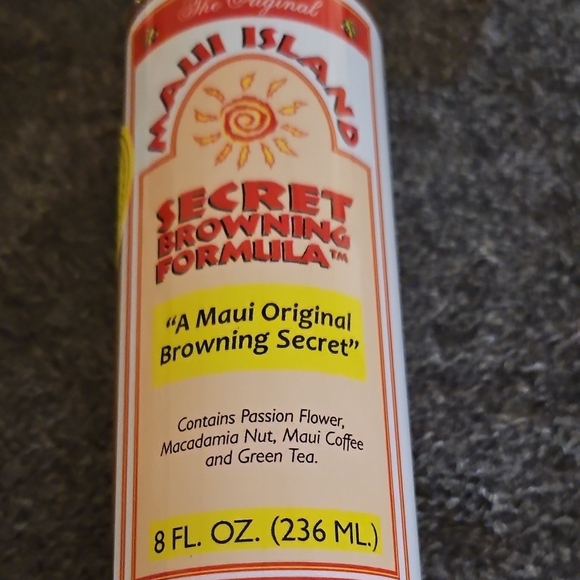 The Original
MAUI ISLAND
SECRET
BROWNING
FORMULA™
“A Maui Original
Browning Secret”
Contains Passion Flower,
Macadamia Nut, Maui Coffee
and Green Tea.
8 FL. OZ. (236 ML.)